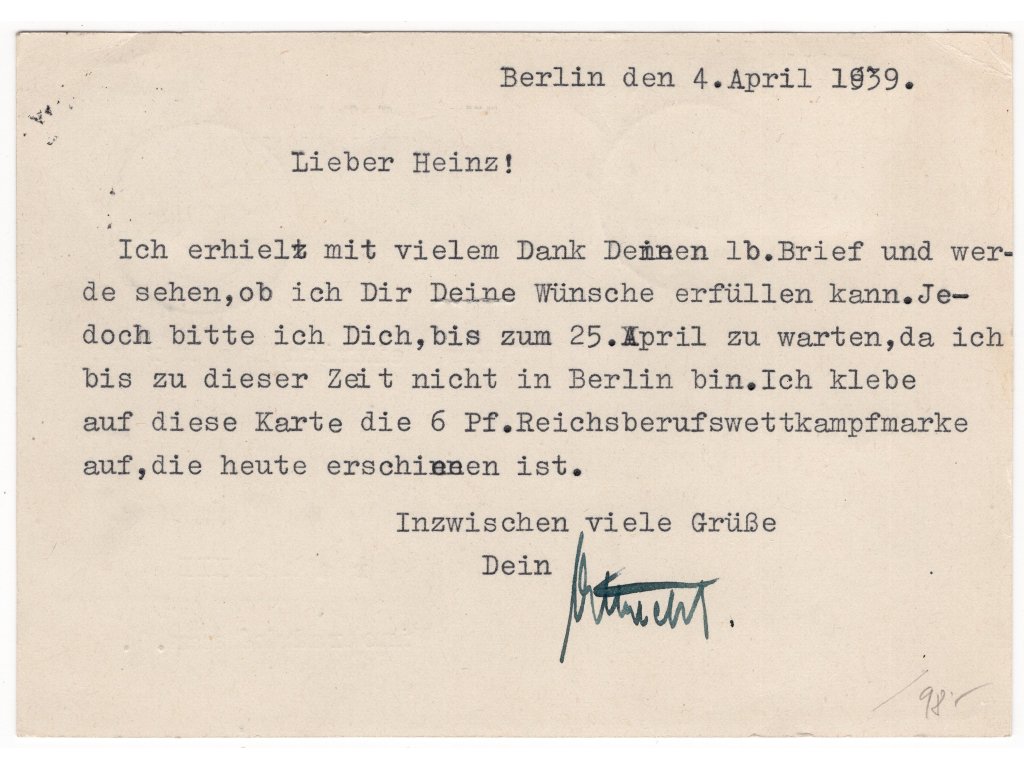 Berlin den 4.April 1939.
Lieber Heinz!
Ich erhielt mit vielem Dank Deinen lb.Brief und wer-
de sehen,ob ich Dir Deine Wünsche erfüllen kann.Je-
doch bitte ich Dich,bis zum 25.April zu warten,da ich
bis zu dieser Zeit nicht in Berlin bin.Ich klebe
auf diese Karte die 6 Pf.Reichsberufswettkampfmarke
auf,die heute erschienen ist.
Inzwischen viele Grüße
Dein